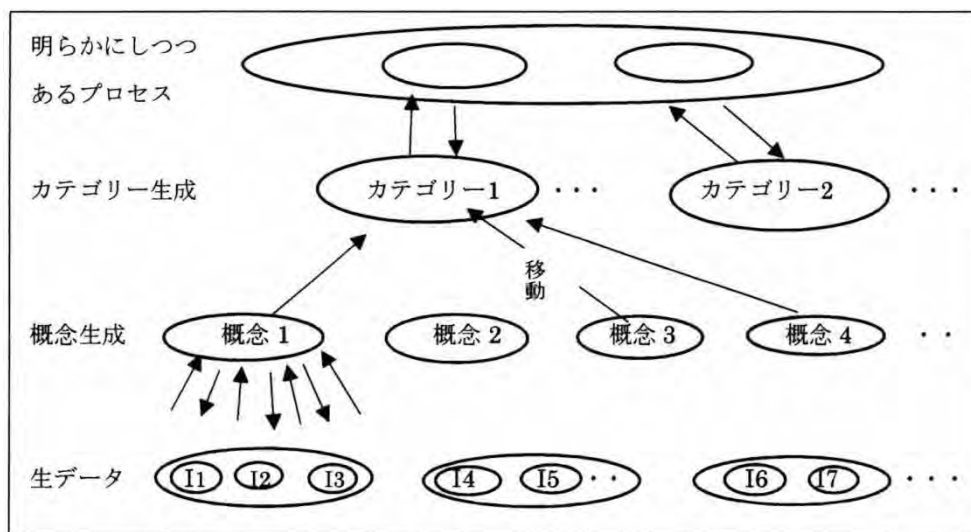 明らかにしつつ
あるプロセス
カテゴリー生成
カテゴリー1
・・・
カテゴリー2
・・・
移動
概念生成
概念 1
概念 2
概念 3
概念 4
・・
生データ
I1
I2
I3
I4
I5
・・
I6
I7
・・・